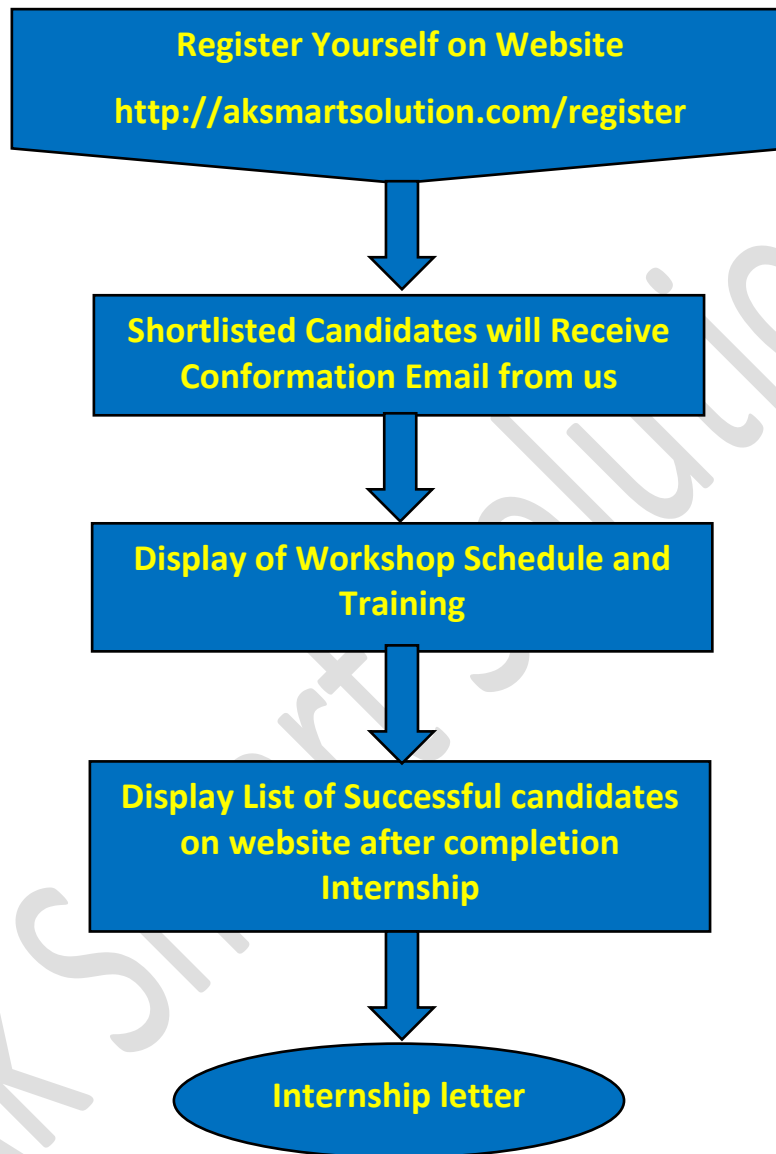 Register Yourself on Website
http://aksmartsolution.com/register
Shortlisted Candidates will Receive
Conformation Email from us
Display of Workshop Schedule and
Training
Display List of Successful candidates
on website after completion
Internship
Internship letter